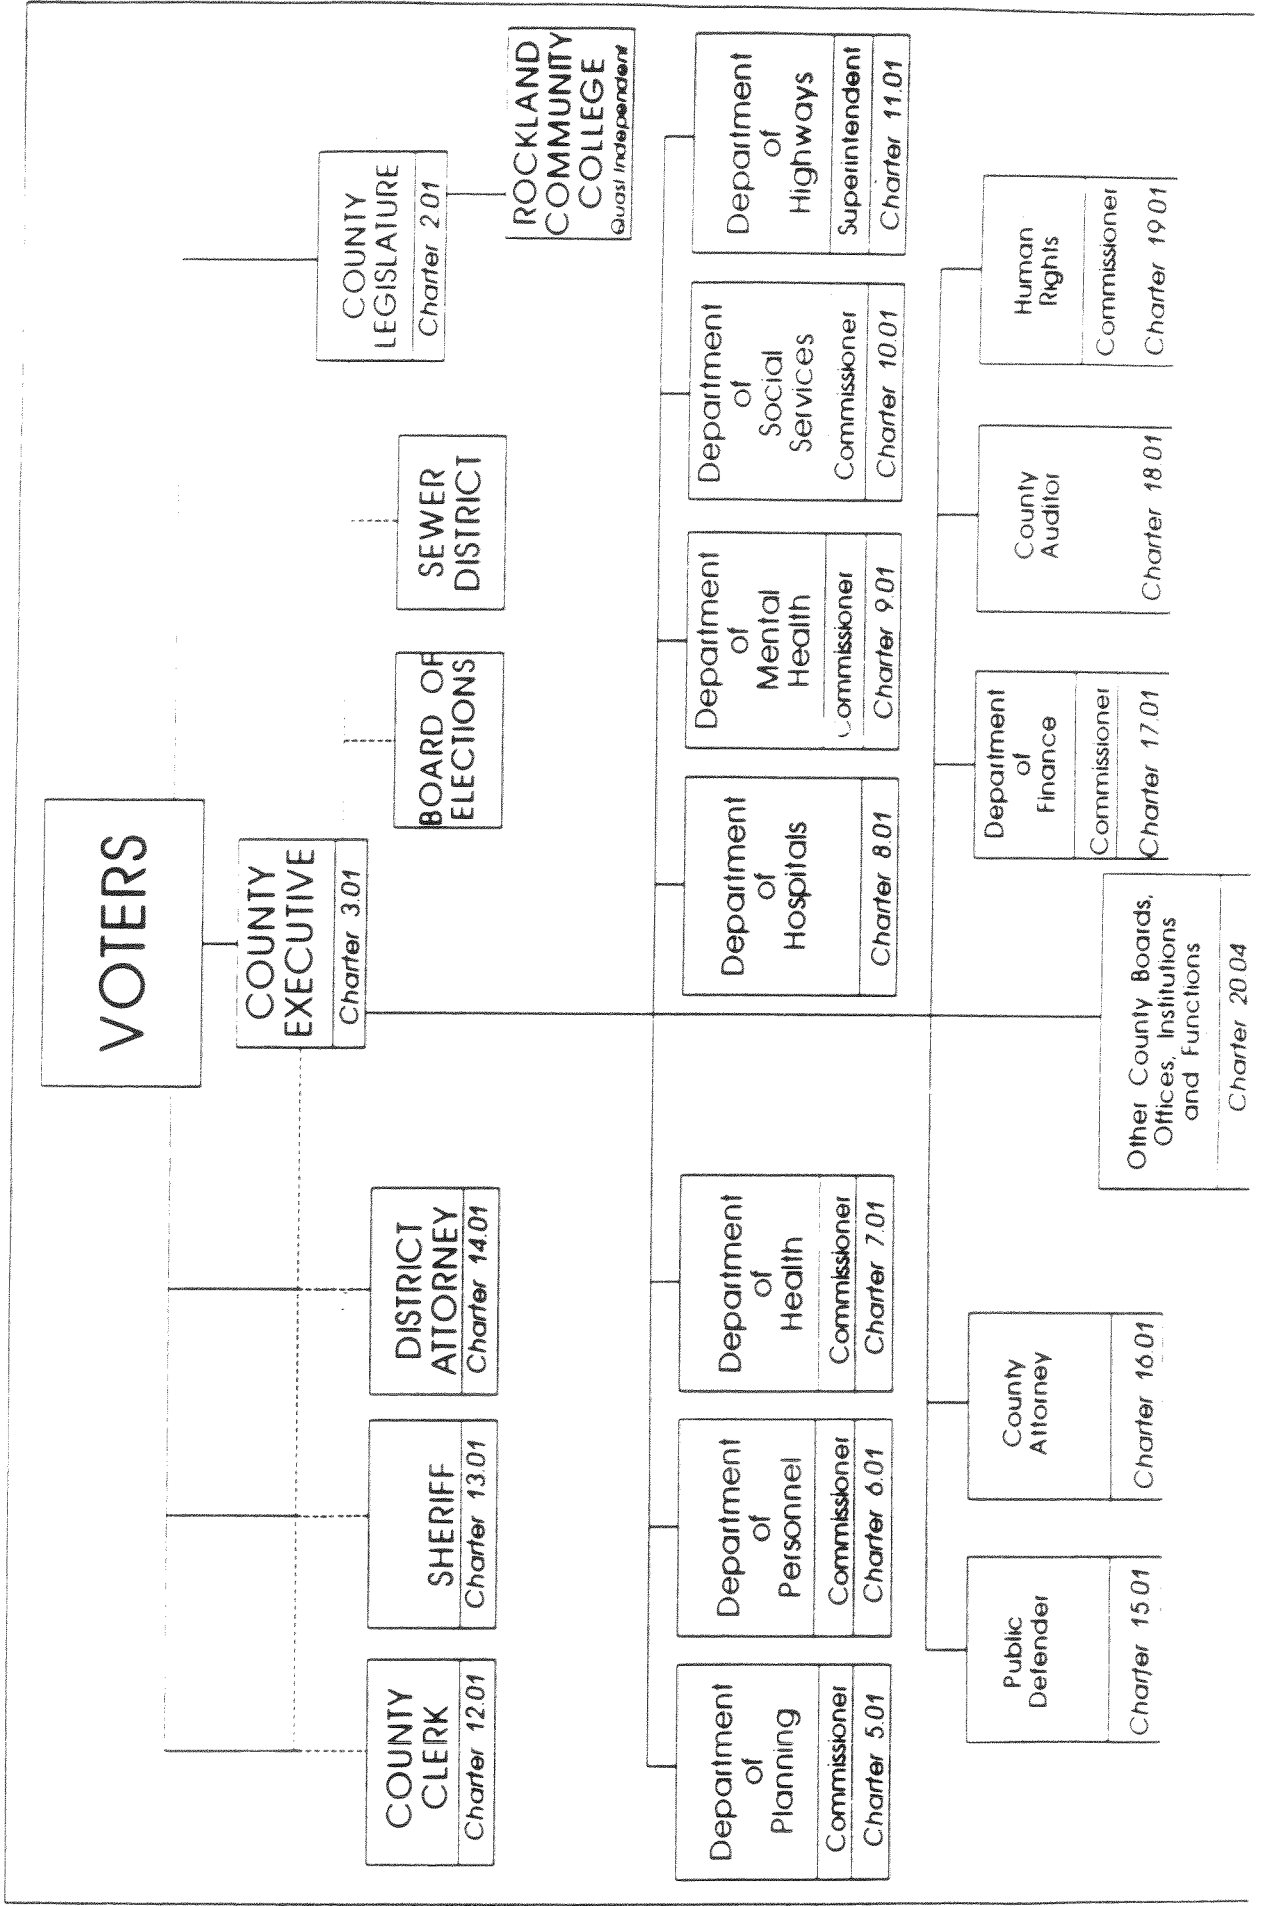 VOTERS
COUNTY
EXECUTIVE
Charter 3.01
COUNTY
LEGISLATURE
Charter 2.01
ROCKLAND
COMMUNITY
COLLEGE
Quasi Independent
COUNTY
CLERK
Charter 12.01
SHERIFF
Charter 13.01
DISTRICT
ATTORNEY
Charter 14.01
BOARD OF
ELECTIONS
SEWER
DISTRICT
Department
of
Planning
Commissioner
Charter 5.01
Department
of
Personnel
Commissioner
Charter 6.01
Department
of
Health
Commissioner
Charter 7.01
Department
of
Hospitals
Charter 8.01
Department
of
Mental
Health
Commissioner
Charter 9.01
Department
of
Social
Services
Commissioner
Charter 10.01
Department
of
Highways
Superintendent
Charter 11.01
Public
Defender
Charter 15.01
County
Attorney
Charter 16.01
Other County Boards,
Offices, Institutions
and Functions
Charter 20.04
Department
of
Finance
Commissioner
Charter 17.01
County
Auditor
Charter 18.01
Human
Rights
Commissioner
Charter 19.01